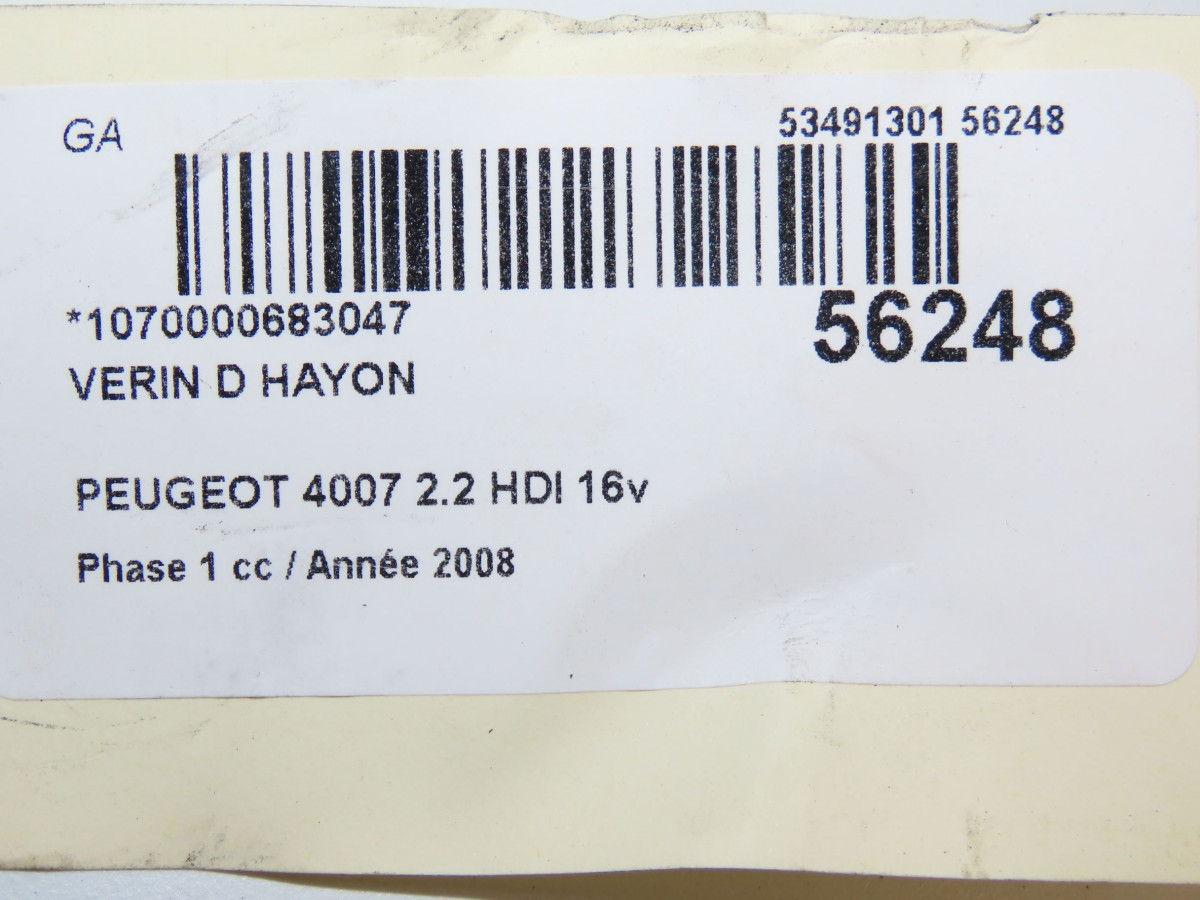 GA
53491301 56248
*1070000683047
56248
VERIN D HAYON
PEUGEOT 4007 2.2 HDI 16v
Phase 1 cc / Année 2008